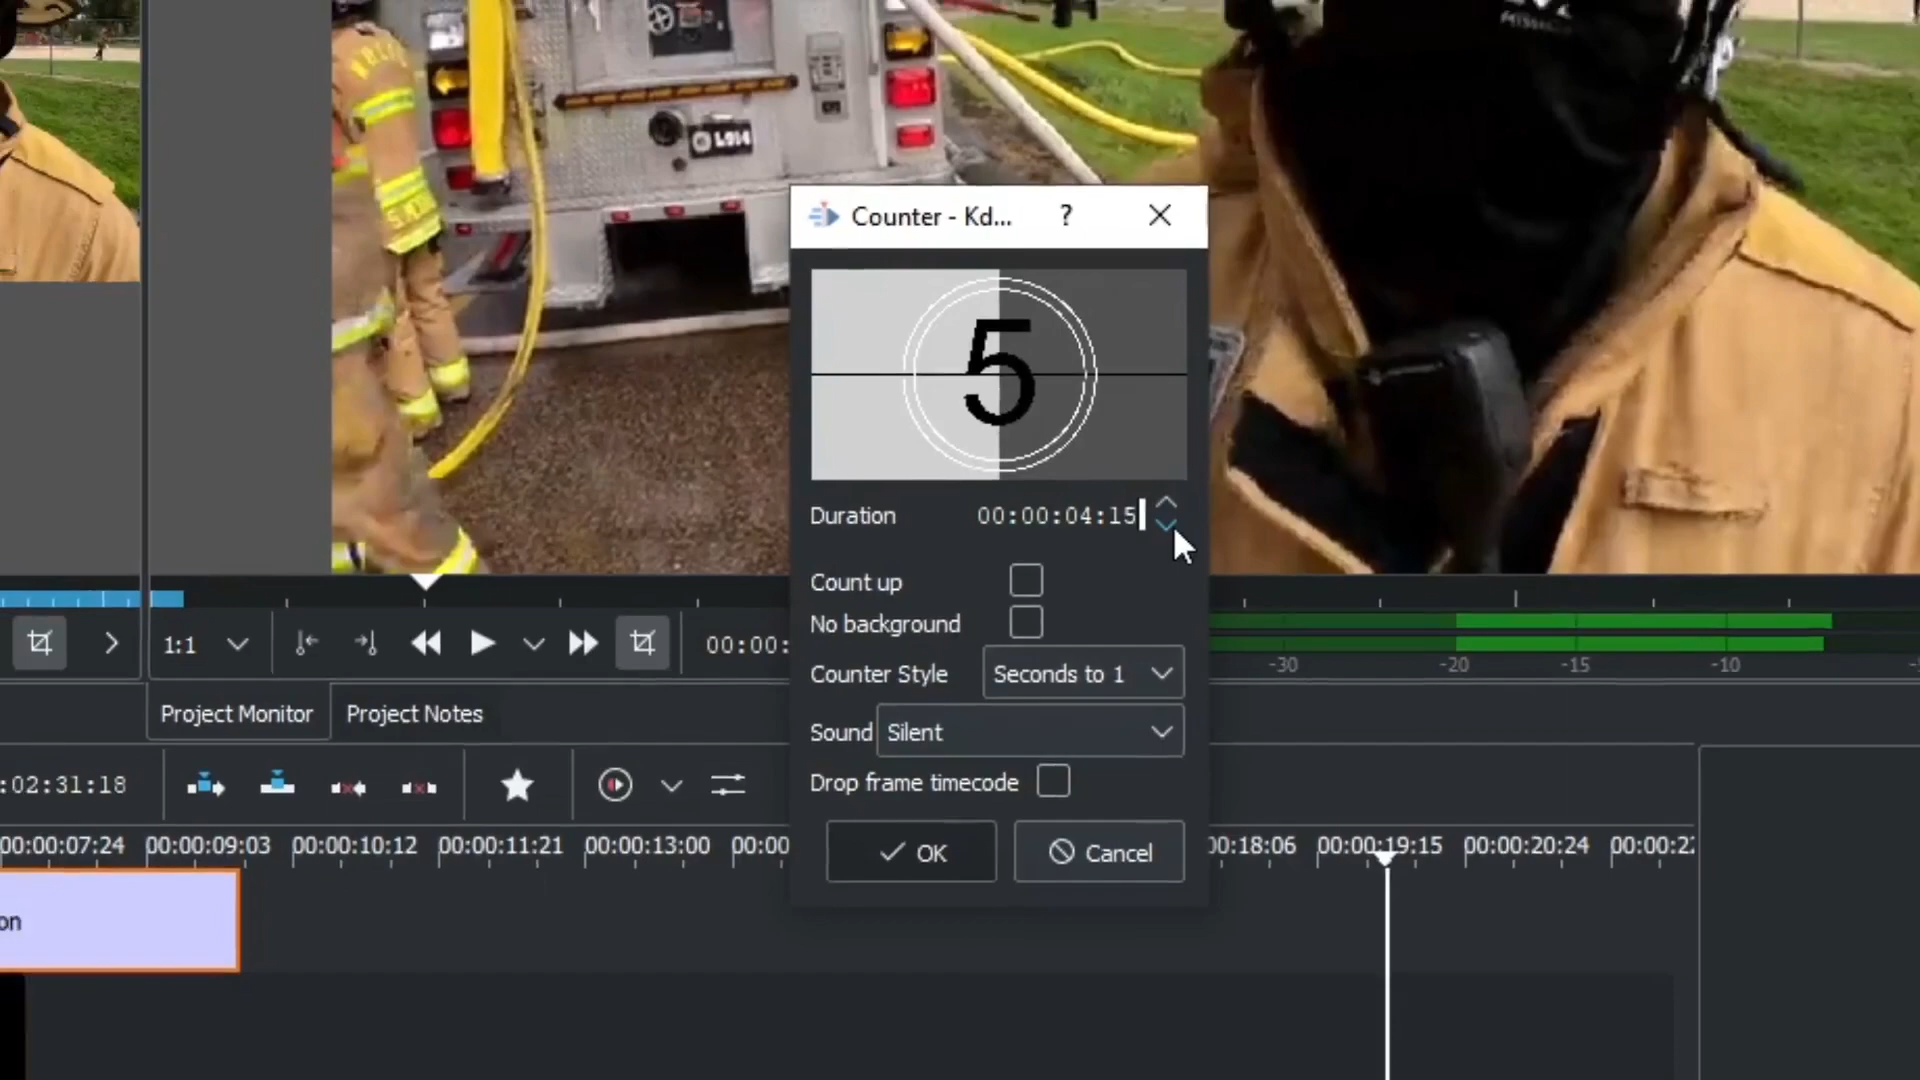 L914
Counter - Kd...
?
5
Duration 00:00:04:15
Count up
No background
Counter Style Seconds to 1
Sound Silent
Drop frame timecode
OK Cancel
1:1
00:00:
-30 -20 -15 -10
Project Monitor Project Notes
:02:31:18
00:00:07:24 00:00:09:03 00:00:10:12 00:00:11:21 00:00:13:00 00:00
00:18:06 00:00:19:15 00:00:20:24 00:00:22
on